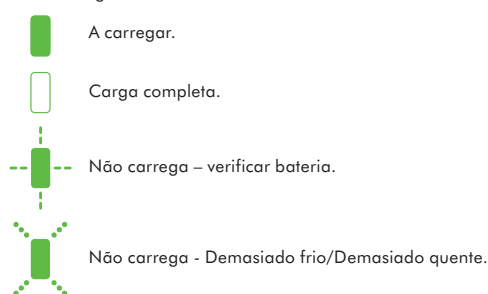 A carregar.
Carga completa.
Não carrega – verificar bateria.
Não carrega - Demasiado frio/Demasiado quente.